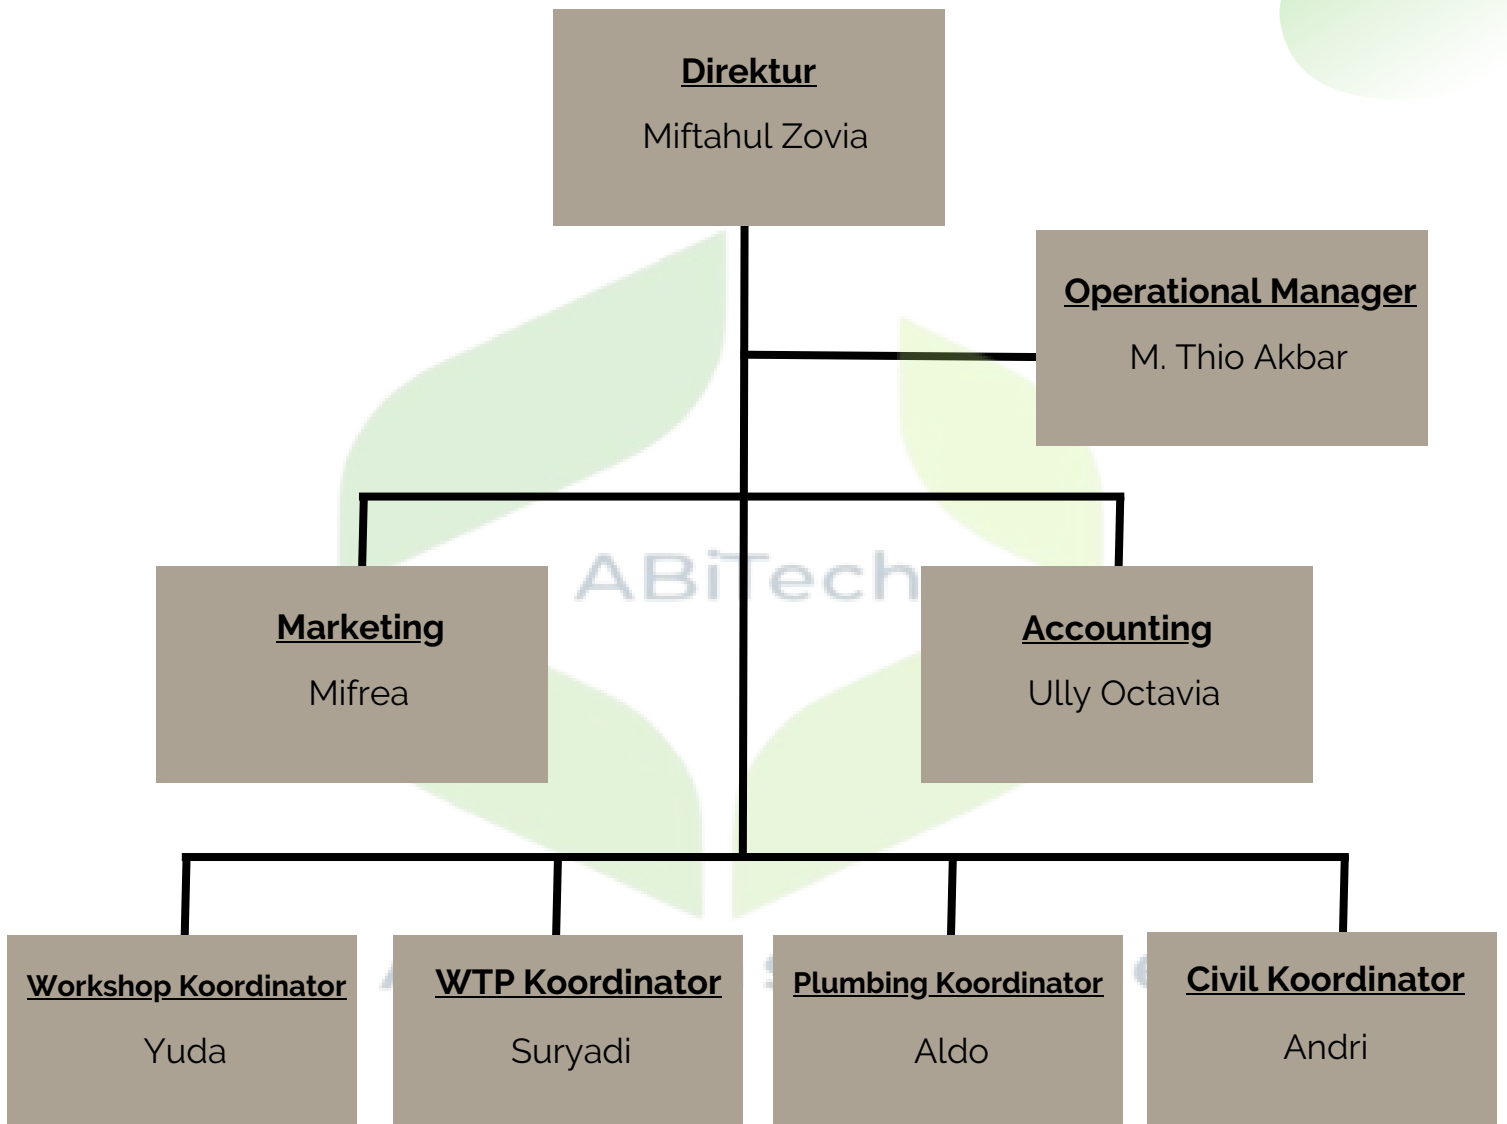 Direktur
Miftahul Zovia
Operational Manager
M. Thio Akbar
ABiTech
Marketing
Mifrea
Accounting
Ully Octavia
Workshop Koordinator
Yuda
WTP Koordinator
Suryadi
Plumbing Koordinator
Aldo
Civil Koordinator
Andri